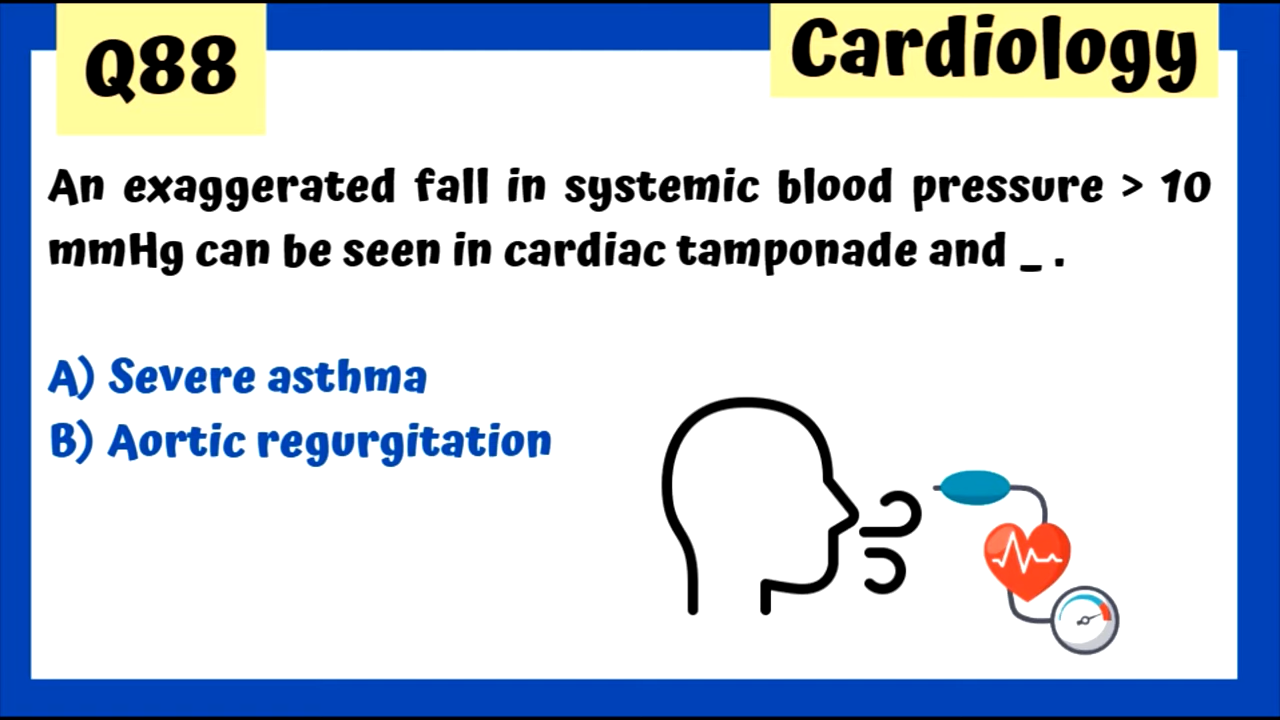 Q88
Cardiology
An exaggerated fall in systemic blood pressure > 10
mmHg can be seen in cardiac tamponade and _ .
A) Severe asthma
B) Aortic regurgitation